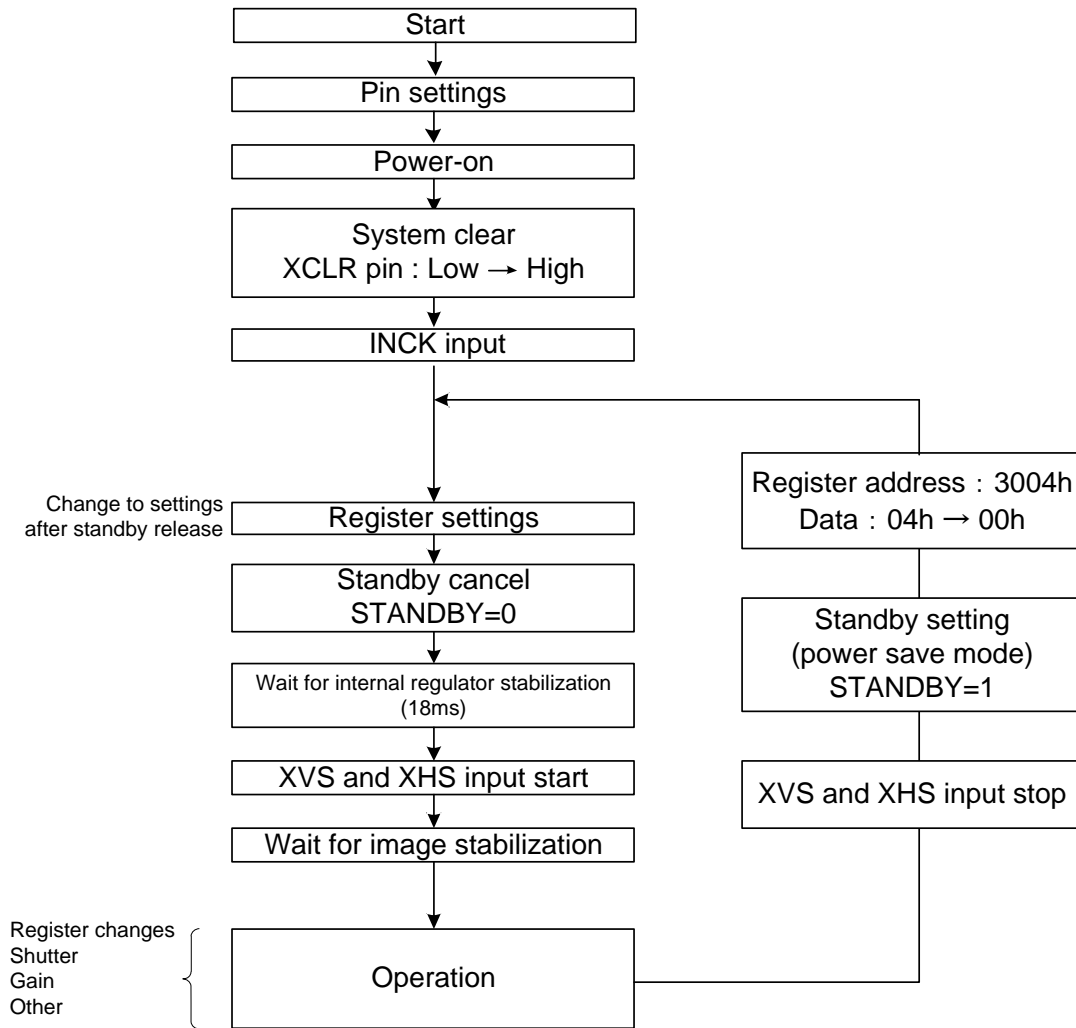 Start
Pin settings
Power-on
System clear
XCLR pin : Low → High
INCK input
Change to settings
after standby release
Register settings
Standby cancel
STANDBY=0
Wait for internal regulator stabilization
(18ms)
XVS and XHS input start
Wait for image stabilization
Register changes
Shutter
Gain
Other
Operation
Register address : 3004h
Data : 04h → 00h
Standby setting
(power save mode)
STANDBY=1
XVS and XHS input stop